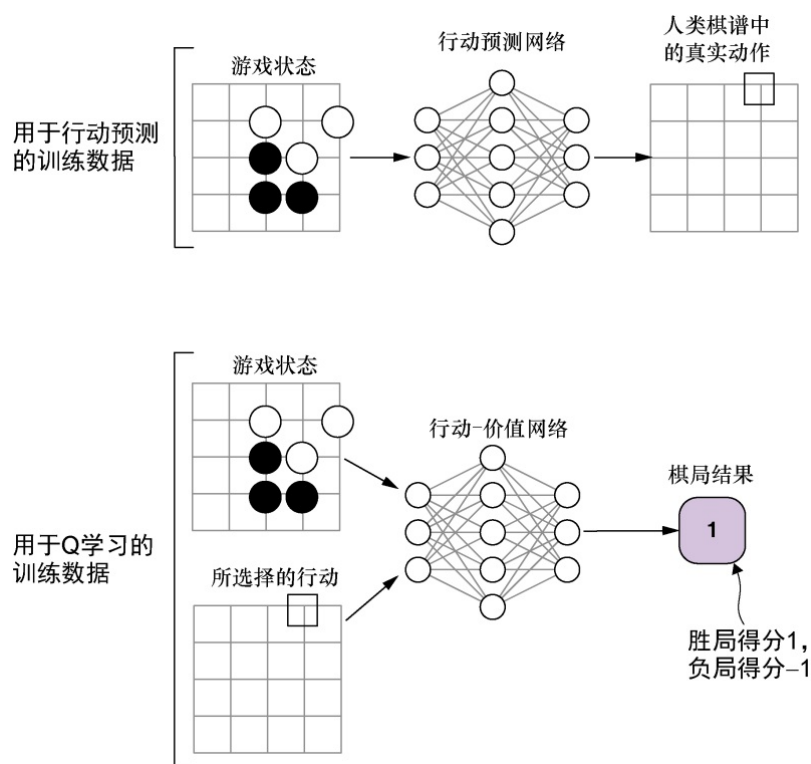 用于行动预测
的训练数据
游戏状态
行动预测网络
人类棋谱中
的真实动作
用于Q学习的
训练数据
游戏状态
所选择的行动
行动-价值网络
棋局结果
1
胜局得分1，
负局得分–1